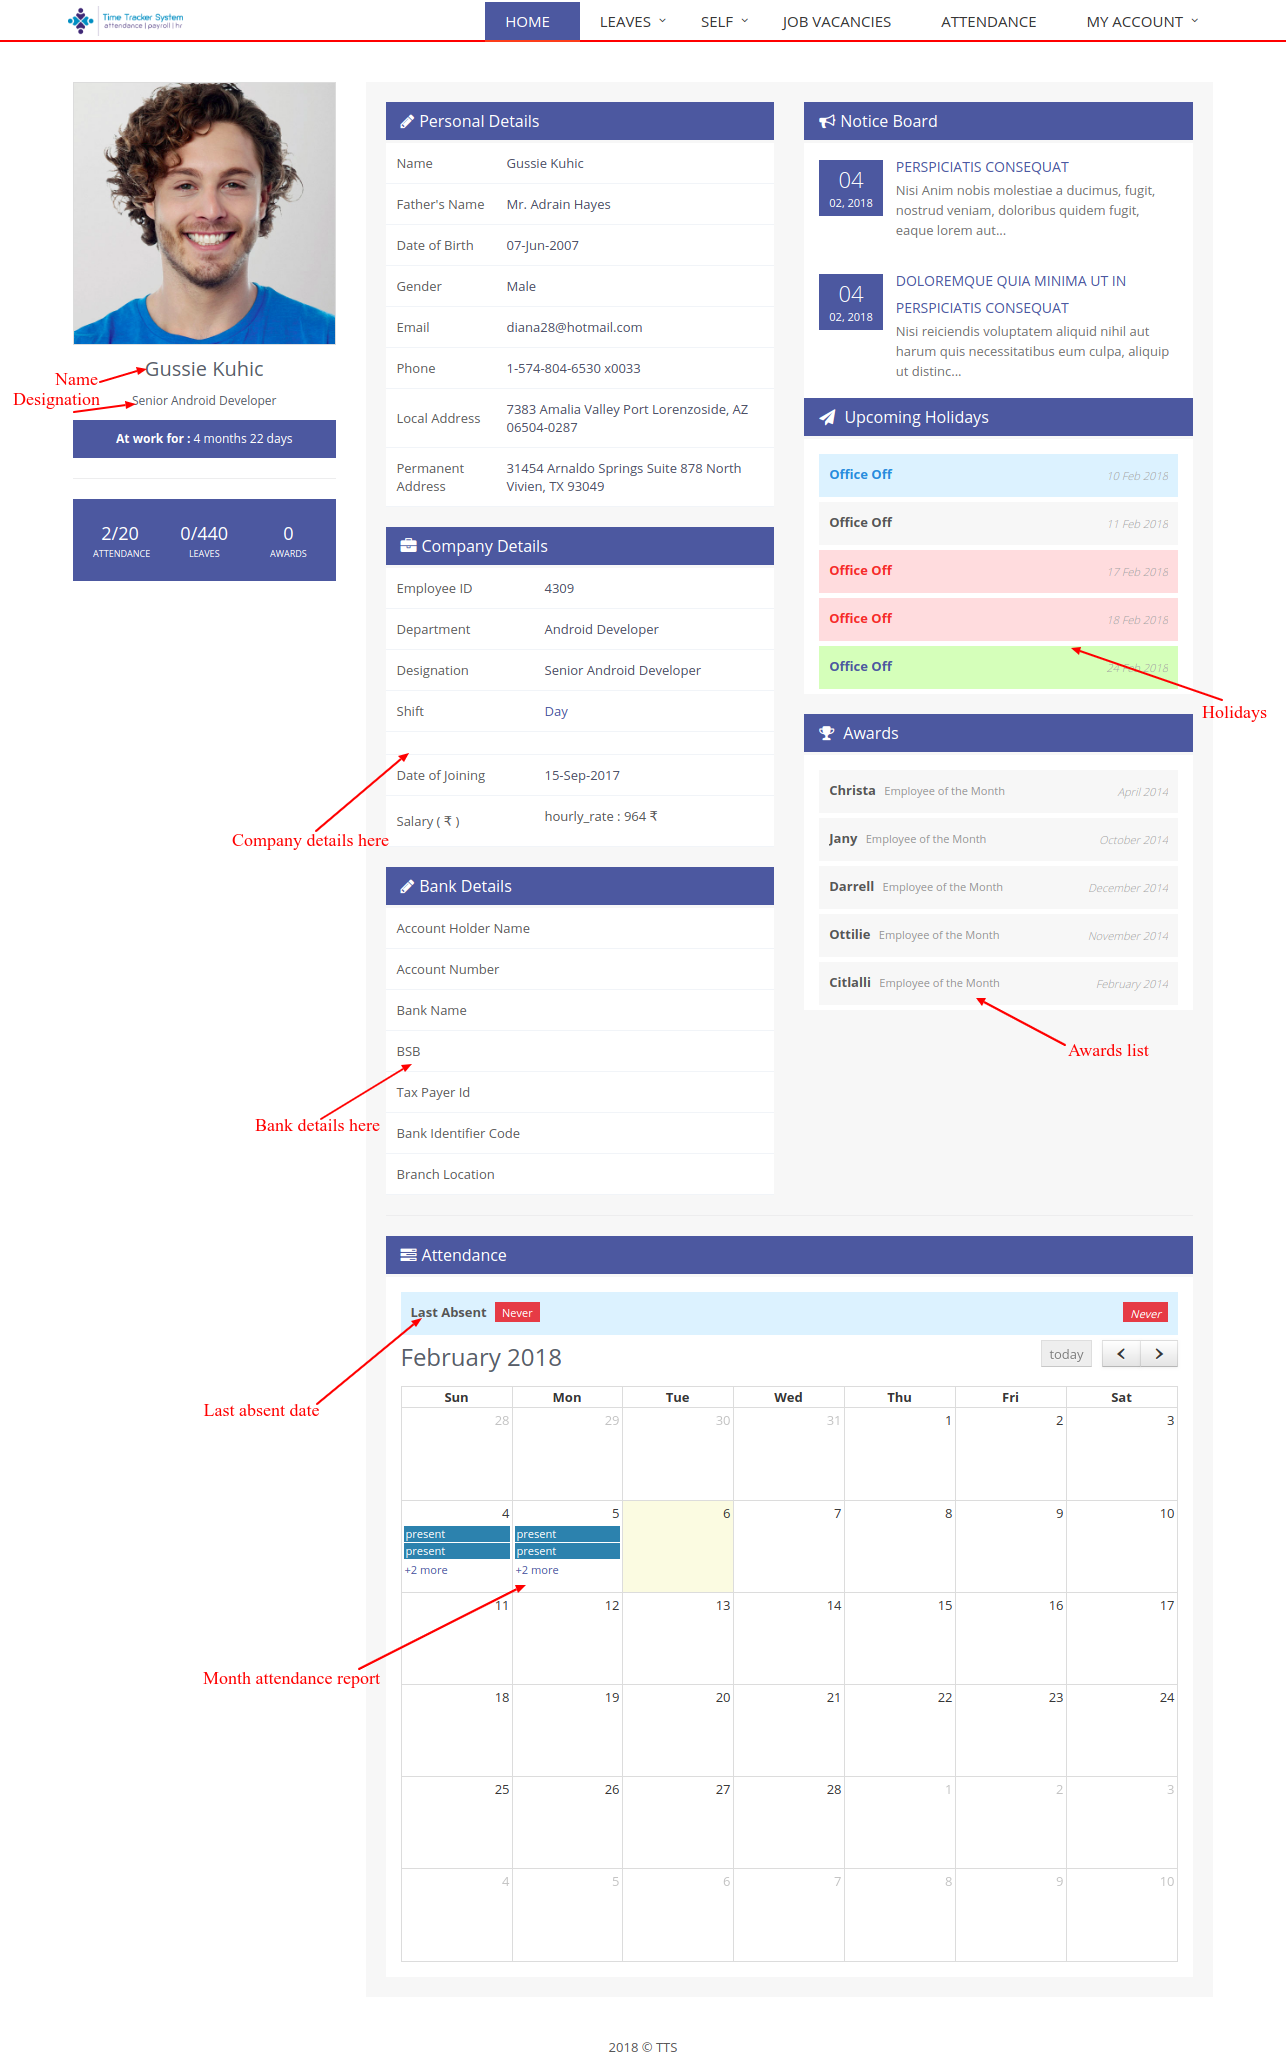 Time Tracker System
attendance | payroll | hr
HOME
LEAVES
SELF
JOB VACANCIES
ATTENDANCE
MY ACCOUNT
Gussie Kuhic
Name
Senior Android Developer
Designation
At work for : 4 months 22 days
2/20
ATTENDANCE
0/440
LEAVES
0
AWARDS
Personal Details
Name Gussie Kuhic
Father's Name Mr. Adrain Hayes
Date of Birth 07-Jun-2007
Gender Male
Email diana28@hotmail.com
Phone 1-574-804-6530 x0033
Local Address 7383 Amalia Valley Port Lorenzoside, AZ
06504-0287
Permanent Address 31454 Arnaldo Springs Suite 878 North
Vivien, TX 93049
Company Details
Employee ID 4309
Department Android Developer
Designation Senior Android Developer
Shift Day
Date of Joining 15-Sep-2017
Salary ( ₹ ) hourly_rate : 964 ₹
Company details here
Bank Details
Account Holder Name
Account Number
Bank Name
BSB
Tax Payer Id
Bank Identifier Code
Branch Location
Bank details here
Notice Board
04
02, 2018
PERSPICIATIS CONSEQUAT
Nisi Anim nobis molestiae a ducimus, fugit,
nostrud veniam, doloribus quidem fugit,
eaque lorem aut...
04
02, 2018
DOLOREMQUE QUIA MINIMA UT IN
PERSPICIATIS CONSEQUAT
Nisi reiciendis voluptatem aliquid nihil aut
harum quis necessitatibus eum culpa, aliquip
ut distinc...
Upcoming Holidays
Office Off 10 Feb 2018
Office Off 11 Feb 2018
Office Off 17 Feb 2018
Office Off 18 Feb 2018
Office Off 24 Feb 2018
Holidays
Awards
Christa Employee of the Month April 2014
Jany Employee of the Month October 2014
Darrell Employee of the Month December 2014
Ottilie Employee of the Month November 2014
Citlalli Employee of the Month February 2014
Awards list
Attendance
Last Absent Never Never
Last absent date
February 2018 today
Sun Mon Tue Wed Thu Fri Sat
28 29 30 31 1 2 3
4 5 6 7 8 9 10
present present
present present
+2 more +2 more
11 12 13 14 15 16 17
Month attendance report
18 19 20 21 22 23 24
25 26 27 28 1 2 3
4 5 6 7 8 9 10
2018 © TTS